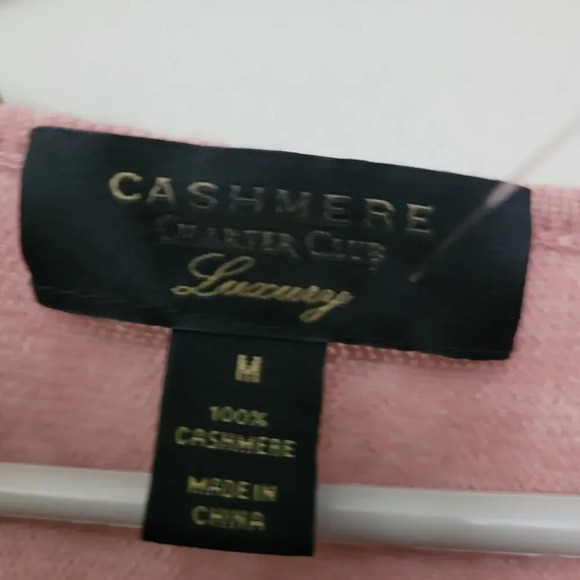 CASHMERE
CHARTER CLUB
Luxury
M
100%
CASHMERE
MADE IN
CHINA